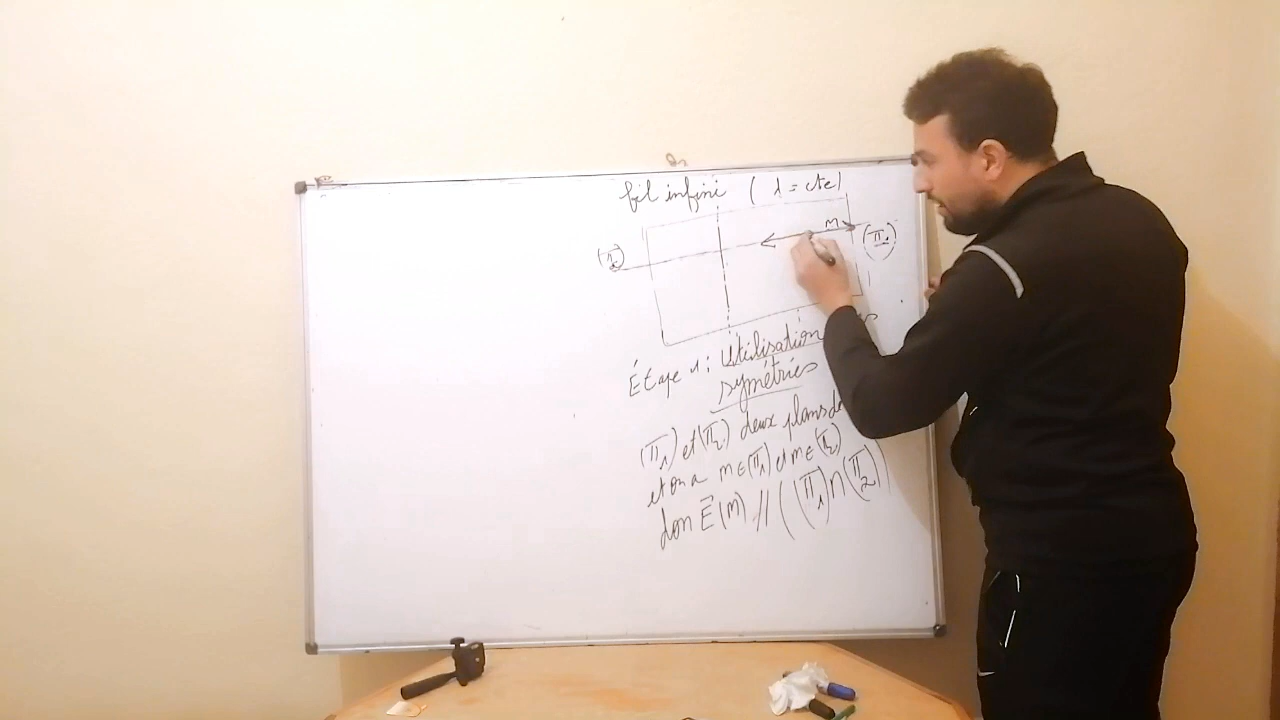 fil infini ( λ = cte)
M
(π1)
(π2)
Étape 1 : Utilisation
symétries
(π1) et (π2) deux plans de
et on a M ∈ (π1) et M ∈ (π2)
don E⃗(M) // ((π1) ∩ (π2))